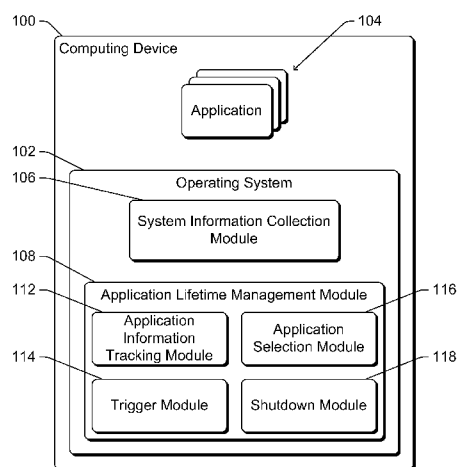 100
Computing Device
104
Application
102
Operating System
106
System Information Collection
Module
108
Application Lifetime Management Module
112
116
Application
Information
Tracking Module
Application
Selection Module
114
118
Trigger Module
Shutdown Module